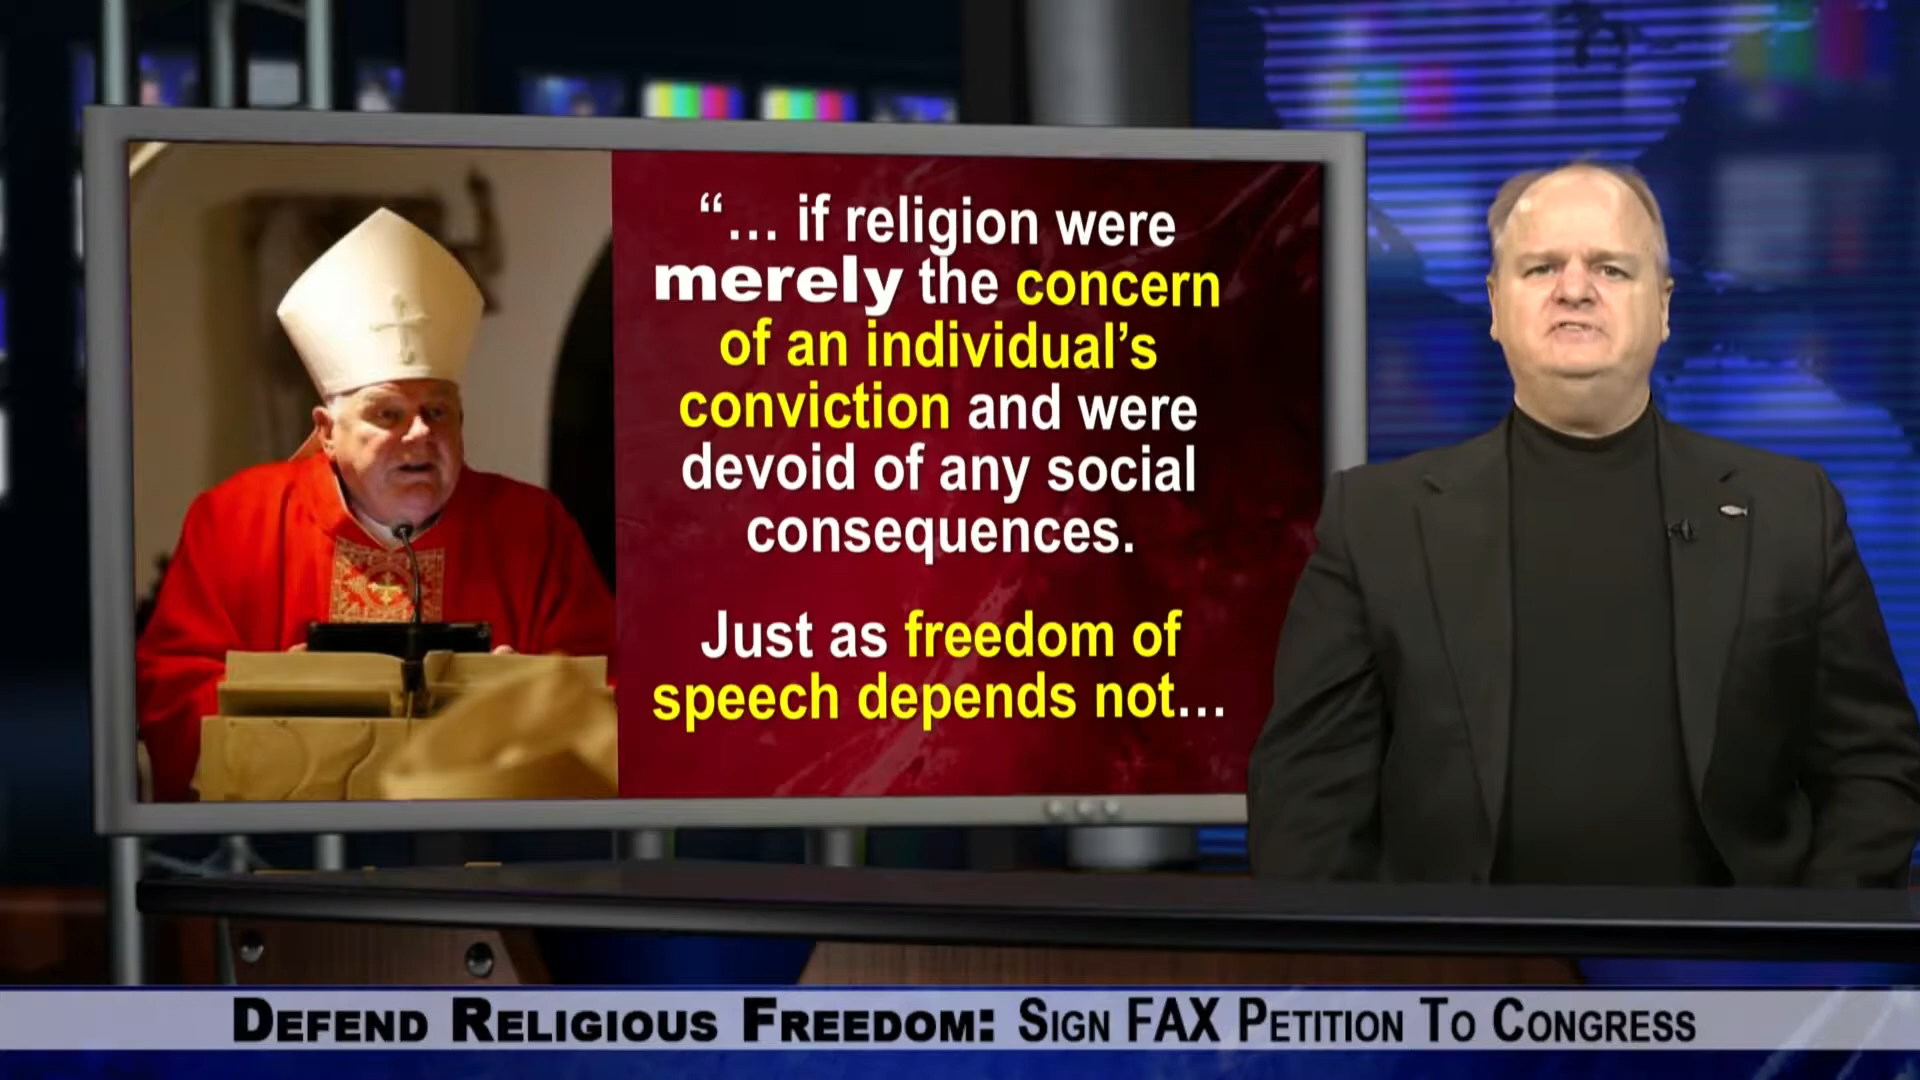 “... if religion were
merely the concern
of an individual’s
conviction and were
devoid of any social
consequences.
Just as freedom of
speech depends not...
DEFEND RELIGIOUS FREEDOM: SIGN FAX PETITION TO CONGRESS